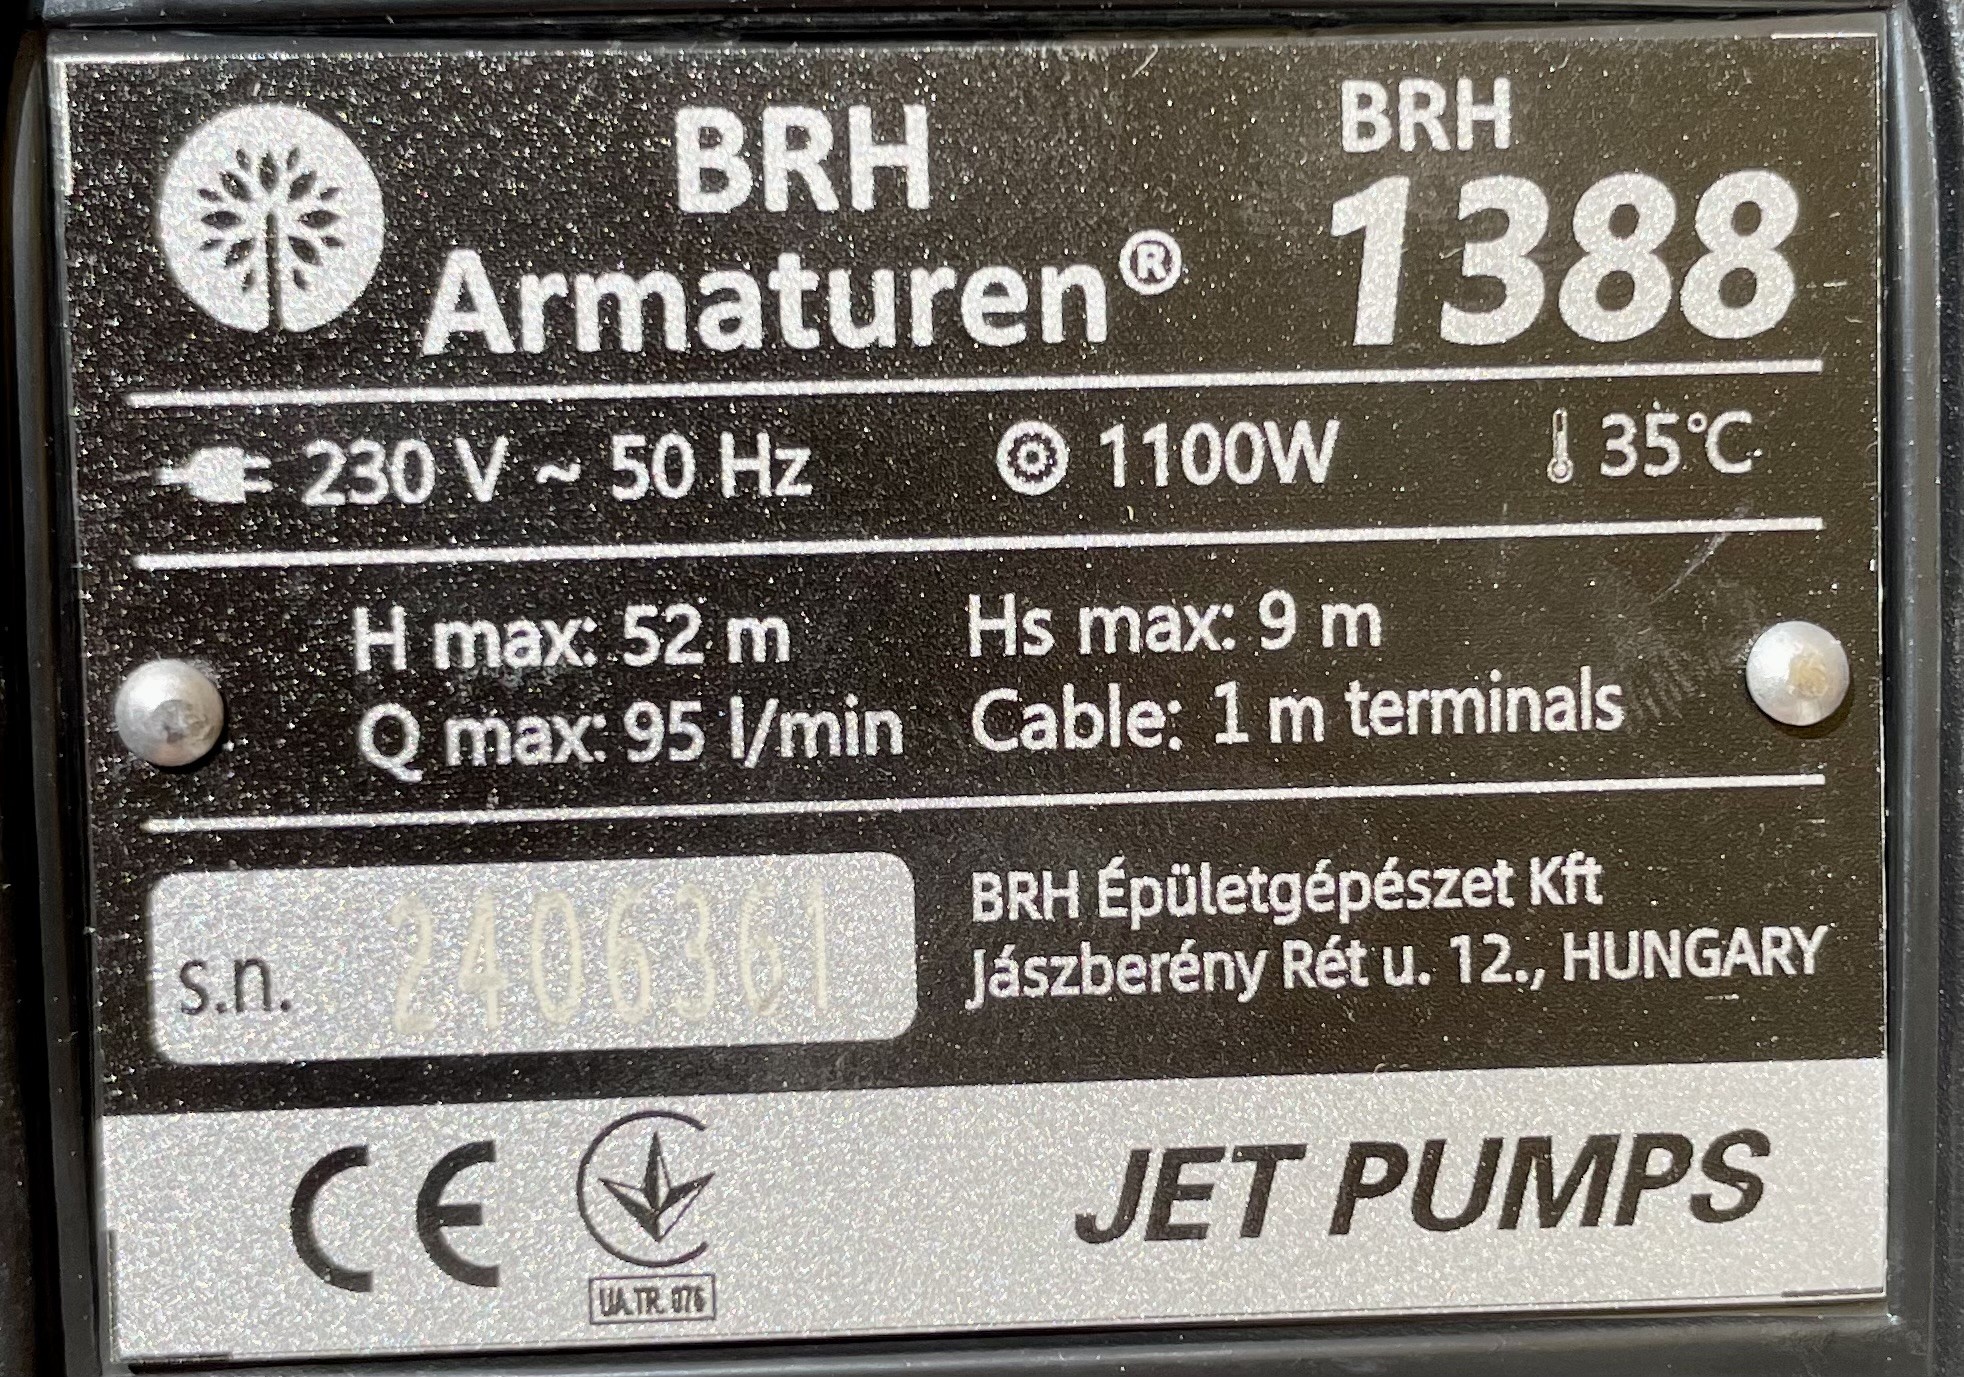 BRH
Armaturen®
BRH
1388
230 V ~ 50 Hz
1100W
35°C
H max: 52 m
Hs max: 9 m
Q max: 95 l/min
Cable: 1 m terminals
s.n. 2406361
BRH Épületgépészet Kft
Jászberény Rét u. 12., HUNGARY
CE
UA.TR. 076
JET PUMPS